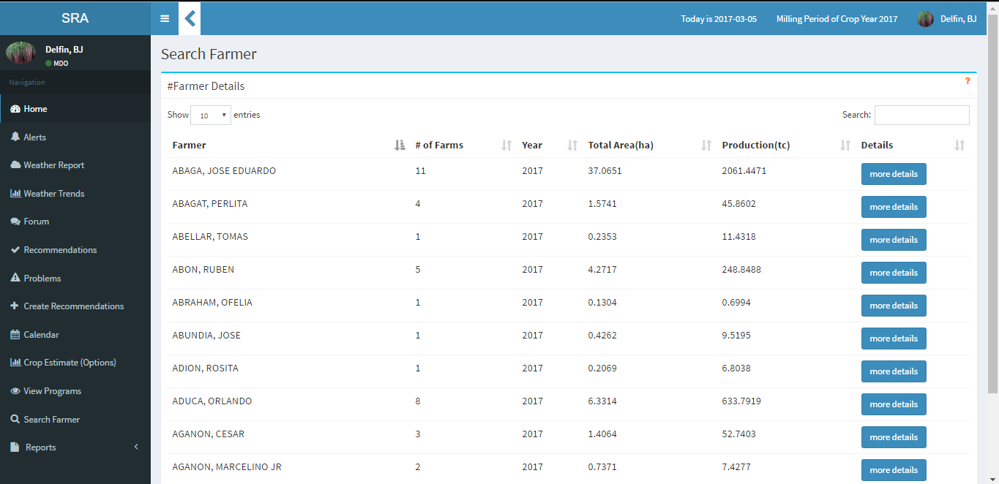 SRA
Today is 2017-03-05 Milling Period of Crop Year 2017 Delfin, BJ
Delfin, BJ
MDO
Navigation
Home
Alerts
Weather Report
Weather Trends
Forum
Recommendations
Problems
Create Recommendations
Calendar
Crop Estimate (Options)
View Programs
Search Farmer
Reports
Search Farmer
#Farmer Details ?
Show 10 entries Search:
Farmer # of Farms Year Total Area(ha) Production(tc) Details
ABAGA, JOSE EDUARDO 11 2017 37.0651 2061.4471 more details
ABAGAT, PERLITA 4 2017 1.5741 45.8602 more details
ABELLAR, TOMAS 1 2017 0.2353 11.4318 more details
ABON, RUBEN 5 2017 4.2717 248.8488 more details
ABRAHAM, OFELIA 1 2017 0.1304 0.6994 more details
ABUNDIA, JOSE 1 2017 0.4262 9.5195 more details
ADION, ROSITA 1 2017 0.2069 6.8038 more details
ADUCA, ORLANDO 8 2017 6.3314 633.7919 more details
AGANON, CESAR 3 2017 1.4064 52.7403 more details
AGANON, MARCELINO JR 2 2017 0.7371 7.4277 more details